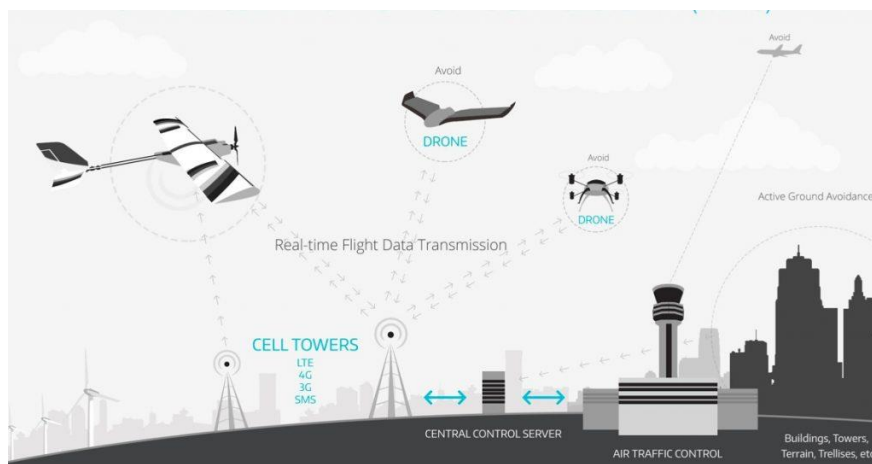 Avoid
Avoid
DRONE
Avoid
DRONE
Active Ground Avoidance
Real-time Flight Data Transmission
CELL TOWERS
LTE
4G
3G
SMS
CENTRAL CONTROL SERVER
AIR TRAFFIC CONTROL
Buildings, Towers,
Terrain, Trellises, etc